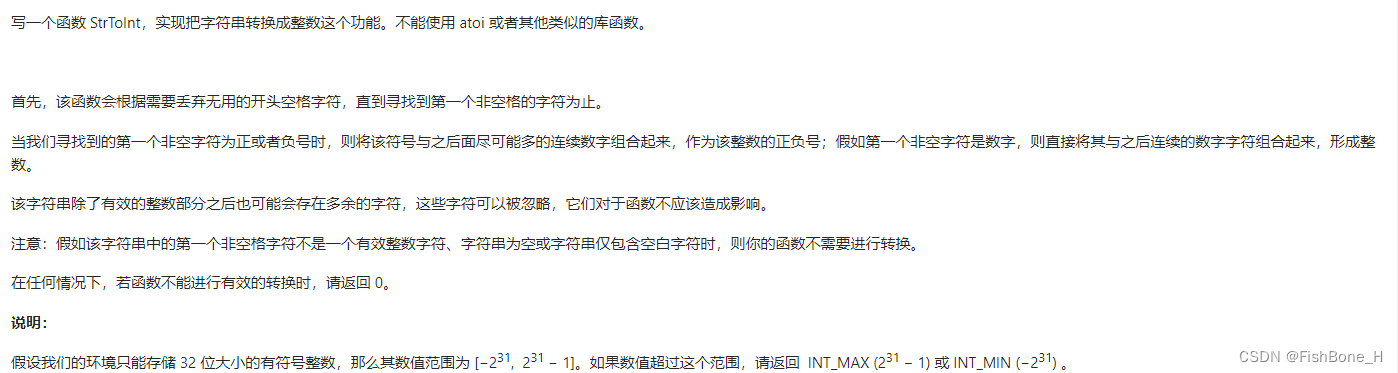 写一个函数 StrToInt，实现把字符串转换成整数这个功能。不能使用 atoi 或者其他类似的库函数。
首先，该函数会根据需要丢弃无用的开头空格字符，直到寻找到第一个非空格的字符为止。
当我们寻找到的第一个非空字符为正或者负号时，则将该符号与之后面尽可能多的连续数字组合起来，作为该整数的正负号；假如第一个非空字符是数字，则直接将其与之后连续的数字字符组合起来，形成整
数。
该字符串除了有效的整数部分之后也可能会存在多余的字符，这些字符可以被忽略，它们对于函数不应该造成影响。
注意：假如该字符串中的第一个非空格字符不是一个有效整数字符、字符串为空或字符串仅包含空白字符时，则你的函数不需要进行转换。
在任何情况下，若函数不能进行有效的转换时，请返回 0。
说明：
假设我们的环境只能存储 32 位大小的有符号整数，那么其数值范围为 [−2³¹, 2³¹ − 1]。如果数值超过这个范围，请返回 INT_MAX (2³¹ − 1) 或 INT_MIN (−2³¹) 。
CSDN @FishBone_H